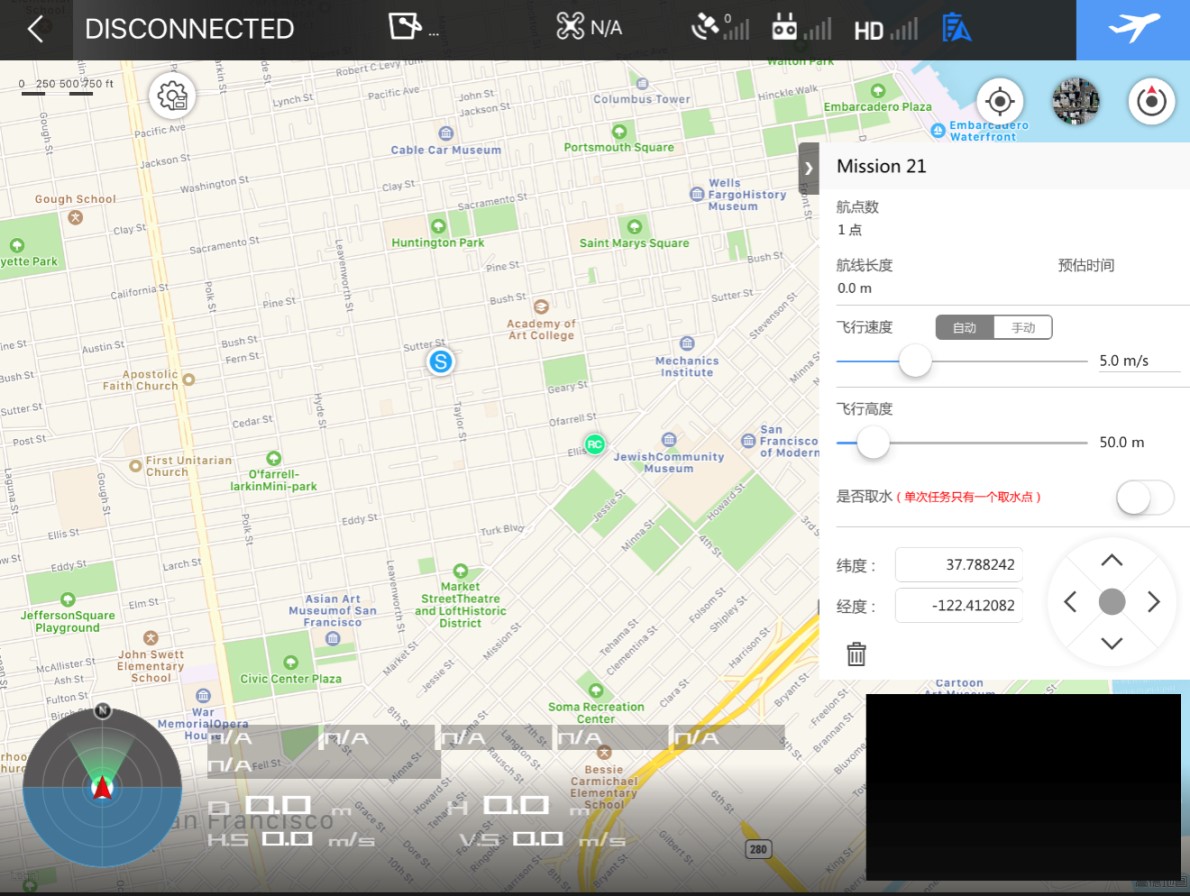 DISCONNECTED
...
N/A
0
HD
0 250 500 750 ft
Robert C Levy Tunl
Walton Park
Lynch St
Pacific Ave
John St
Jackson St
Columbus Tower
Hinckle Walk
Embarcadero Plaza
Embarcadero
Waterfront
Gough St
Pacific Ave
Cable Car Museum
Portsmouth Square
Jackson St
Washington St
Clay St
Wells
FargoHistory
Museum
Front St
Gough School
Sacramento St
Clay St
Huntington Park
Saint Marys Square
yette Park
Sacramento St
Leavenworth St
Pine St
Bush St
California St
Polk St
Pine St
Bush St
Sutter St
Stevenson St
Academy of
Art College
ine St
Austin St
Bush St
Fern St
Sutter St
S
Mechanics
Institute
Minna St
Bush St
Apostolic
Faith Church
Geary St
Sutter St
Hyde St
Taylor St
Cedar St
Ofarrell St
Post St
RC
Ellis St
San
Francisco
of Modern
JewishCommunity
Museum
First Unitarian
Church
O'farrell-
larkinMini-park
Laguna St
Gough St
Polk St
Jessie St
Howard St
Eddy St
Turk Blvd
Minna St
4th St
3rd St
Ellis St
Eddy St
Larch St
Market
StreetTheatre
and LoftHistoric
District
Elm St
Asian Art
Museumof San
Francisco
JeffersonSquare
Playground
Folsom St
Shipley St
Mission St
Tehama St
Clementina St
Harrison St
John Swett
Elementary
School
McAllister St
Ash St
Fulton St
Civic Center Plaza
Market St
Jessie St
Clara St
Bryant St
Soma Recreation
Center
War
MemorialOpera
8th St
Langton St
Rausch St
Minna St
Howard St
Fell St
Bessie
Carmichael
Elementary
School
5th St
6th St
Freelon St
Brannan St
Bluxome
Cartoon
Grace St
Dore St
10th St
Gilbert St
Bryant St
280
an Francisco
Mission 21
航点数
1 点
航线长度
预估时间
0.0 m
飞行速度
自动
手动
5.0 m/s
飞行高度
50.0 m
是否取水 ( 单次任务只有一个取水点 )
纬度 :
37.788242
经度 :
-122.412082
N
N/A
N/A
N/A
N/A
N/A
N/A
D 0.0 m
H 0.0 m
H.S 0.0 m/s
V.S 0.0 m/s